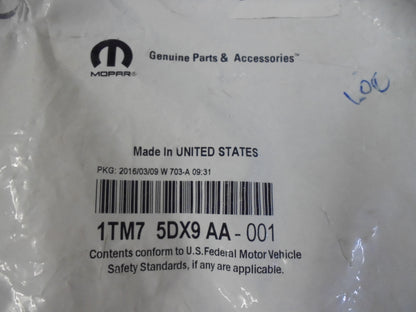 MOPAR®
Genuine Parts & Accessories™
LOC
Made In UNITED STATES
PKG: 2016/03/09 W 703-A 09:31
1TM7 5DX9 AA - 001
Contents conform to U.S. Federal Motor Vehicle
Safety Standards, if any are applicable.